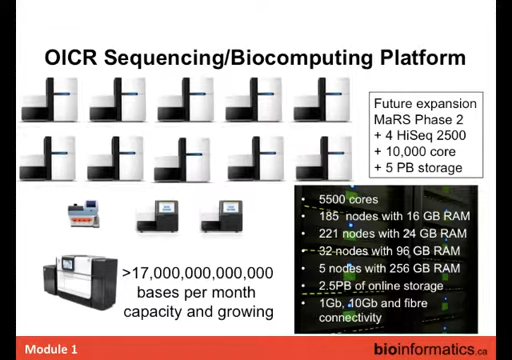 OICR Sequencing/Biocomputing Platform
Future expansion
MaRS Phase 2
+ 4 HiSeq 2500
+ 10,000 core
+ 5 PB storage
• 5500 cores
• 185 nodes with 16 GB RAM
• 221 nodes with 24 GB RAM
• 32 nodes with 96 GB RAM
• 5 nodes with 256 GB RAM
• 2.5PB of online storage
• 1Gb, 10Gb and fibre
connectivity
>17,000,000,000,000
bases per month
capacity and growing
Module 1
bioinformatics.ca